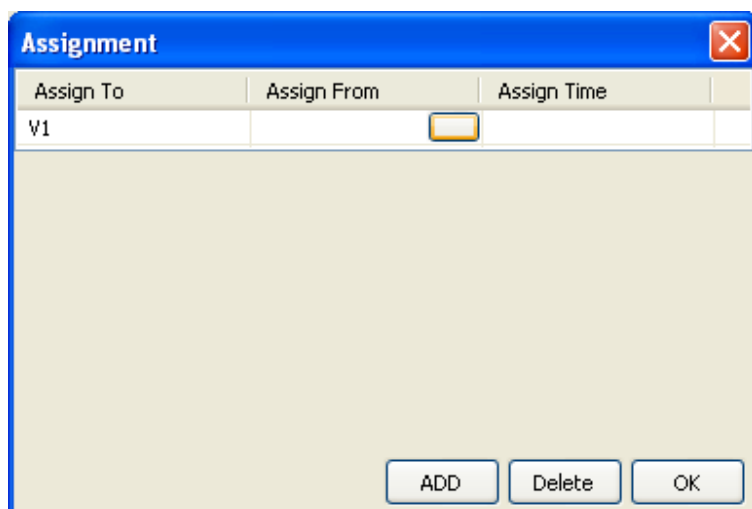 Assignment
Assign To Assign From Assign Time
V1
ADD Delete OK